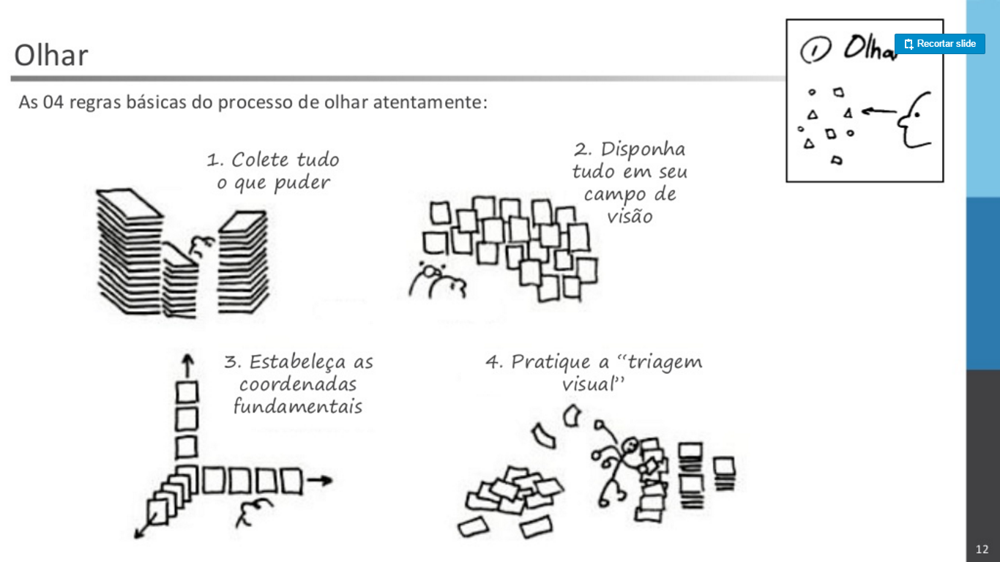 Olhar
As 04 regras básicas do processo de olhar atentamente:
1 Olha
Recortar slide
1. Colete tudo
o que puder
2. Disponha
tudo em seu
campo de
visão
3. Estabeleça as
coordenadas
fundamentais
4. Pratique a “triagem
visual”
12